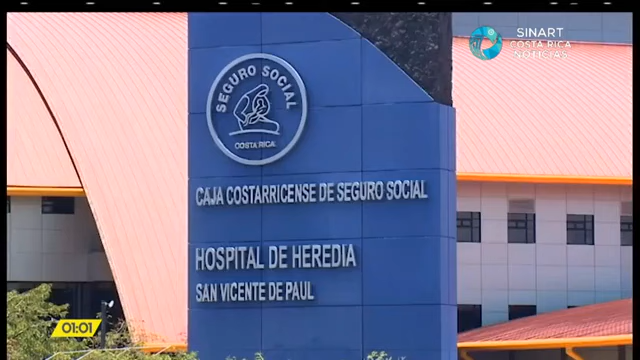 SINART
COSTA RICA
NOTICIAS
SEGURO SOCIAL
COSTA RICA
CAJA COSTARRICENSE DE SEGURO SOCIAL
HOSPITAL DE HEREDIA
SAN VICENTE DE PAUL
01:01